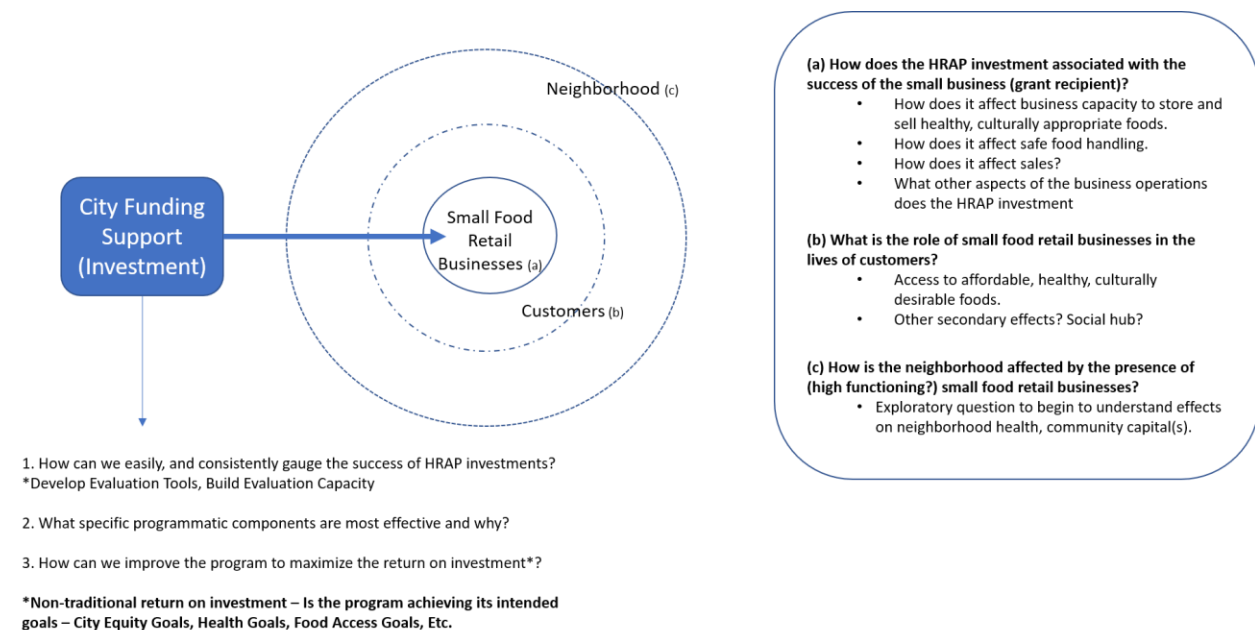 Neighborhood (c)
City Funding
Support
(Investment)
Small Food
Retail
Businesses (a)
Customers (b)
1. How can we easily, and consistently gauge the success of HRAP investments?
*Develop Evaluation Tools, Build Evaluation Capacity
2. What specific programmatic components are most effective and why?
3. How can we improve the program to maximize the return on investment*?
*Non-traditional return on investment – Is the program achieving its intended
goals – City Equity Goals, Health Goals, Food Access Goals, Etc.
(a) How does the HRAP investment associated with the
success of the small business (grant recipient)?
• How does it affect business capacity to store and
sell healthy, culturally appropriate foods.
• How does it affect safe food handling.
• How does it affect sales?
• What other aspects of the business operations
does the HRAP investment
(b) What is the role of small food retail businesses in the
lives of customers?
• Access to affordable, healthy, culturally
desirable foods.
• Other secondary effects? Social hub?
(c) How is the neighborhood affected by the presence of
(high functioning?) small food retail businesses?
• Exploratory question to begin to understand effects
on neighborhood health, community capital(s).